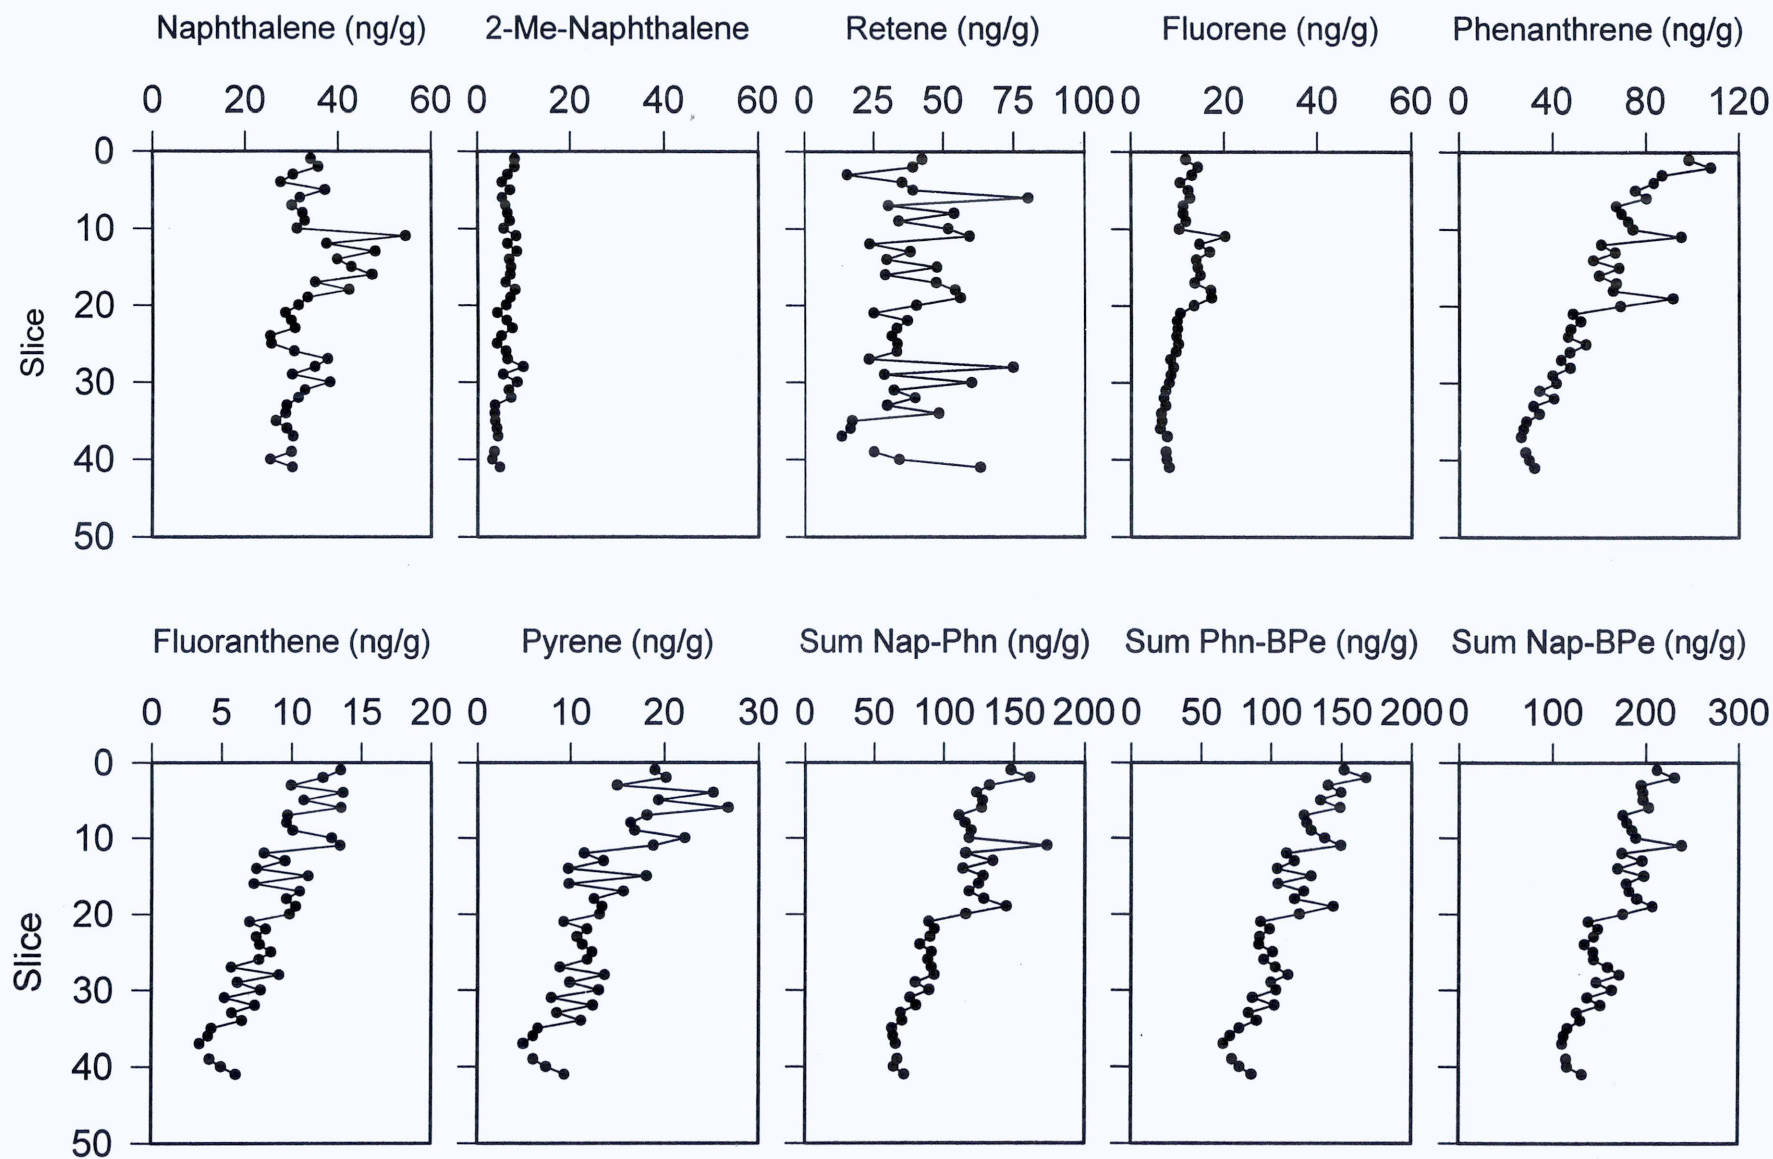 Naphthalene (ng/g) 2-Me-Naphthalene Retene (ng/g) Fluorene (ng/g) Phenanthrene (ng/g)
0 20 40 60 0 20 40 60 0 25 50 75 100 0 20 40 60 0 40 80 120
0
10
20
30
40
50
Slice
Fluoranthene (ng/g) Pyrene (ng/g) Sum Nap-Phn (ng/g) Sum Phn-BPe (ng/g) Sum Nap-BPe (ng/g)
0 5 10 15 20 0 10 20 30 0 50 100 150 200 0 50 100 150 200 0 100 200 300
0
10
20
30
40
50
Slice